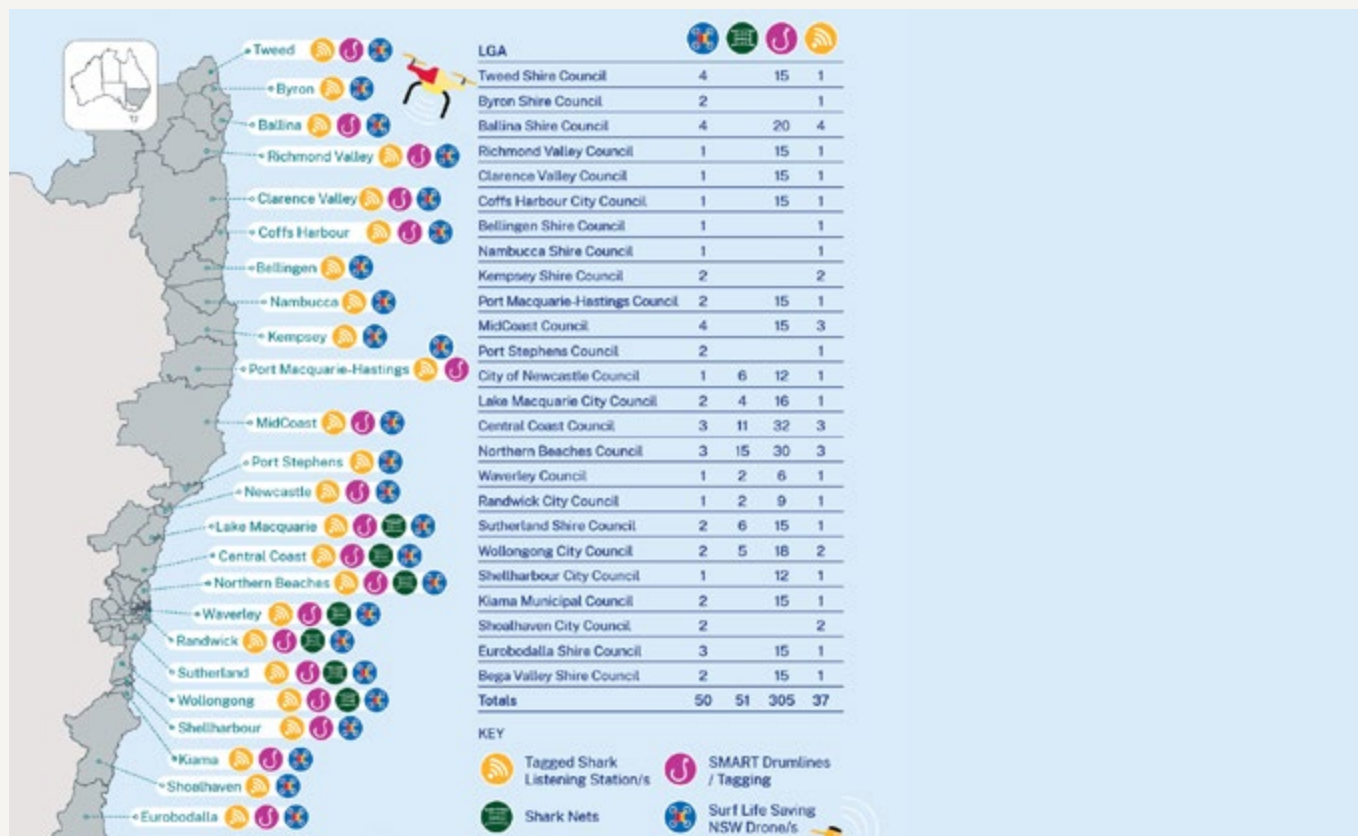 Tweed
Byron
Ballina
Richmond Valley
Clarence Valley
Coffs Harbour
Bellingen
Nambucca
Kempsey
Port Macquarie-Hastings
MidCoast
Port Stephens
Newcastle
Lake Macquarie
Central Coast
Northern Beaches
Waverley
Randwick
Sutherland
Wollongong
Shellharbour
Kiama
Shoalhaven
Eurobodalla
LGA
Tweed Shire Council 4 15 1
Byron Shire Council 2 1
Ballina Shire Council 4 20 4
Richmond Valley Council 1 15 1
Clarence Valley Council 1 15 1
Coffs Harbour City Council 1 15 1
Bellingen Shire Council 1 1
Nambucca Shire Council 1 1
Kempsey Shire Council 2 2
Port Macquarie-Hastings Council 2 15 1
MidCoast Council 4 15 3
Port Stephens Council 2 1
City of Newcastle Council 1 6 12 1
Lake Macquarie City Council 2 4 16 1
Central Coast Council 3 11 32 3
Northern Beaches Council 3 15 30 3
Waverley Council 1 2 6 1
Randwick City Council 1 2 9 1
Sutherland Shire Council 2 6 15 1
Wollongong City Council 2 5 18 2
Shellharbour City Council 1 12 1
Kiama Municipal Council 2 15 1
Shoalhaven City Council 2 2
Eurobodalla Shire Council 3 15 1
Bega Valley Shire Council 2 15 1
Totals 50 51 305 37
KEY
Tagged Shark
Listening Station/s
SMART Drumlines
/ Tagging
Shark Nets
Surf Life Saving
NSW Drone/s